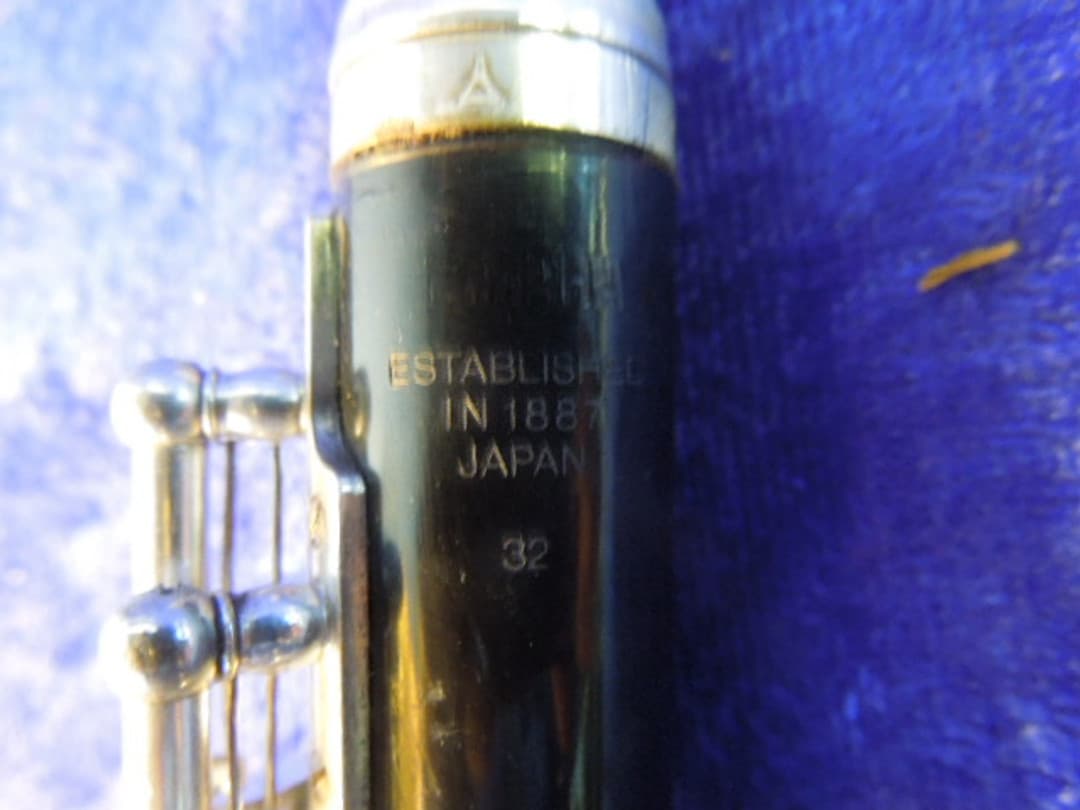 ESTABLISHED
IN 1887
JAPAN
32